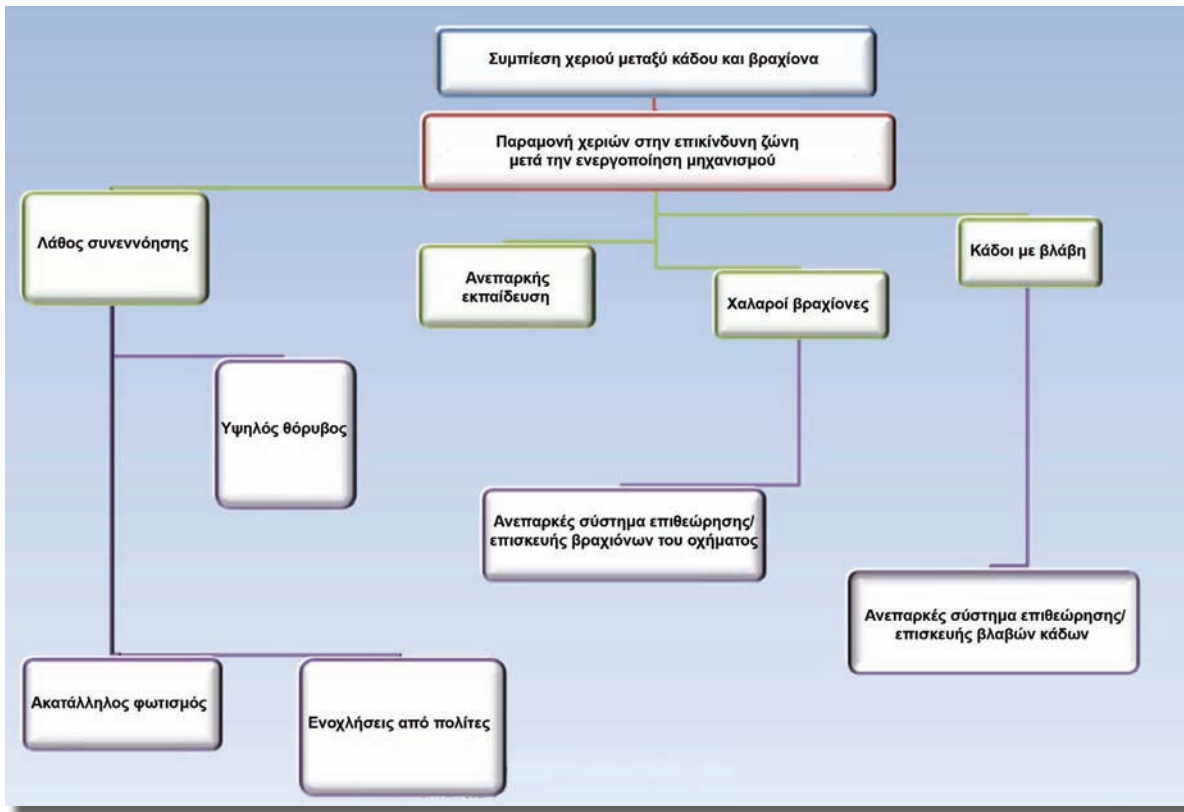 Συμπίεση χεριού μεταξύ κάδου και βραχίονα
Παραμονή χεριών στην επικίνδυνη ζώνη
μετά την ενεργοποίηση μηχανισμού
Λάθος συνεννόησης
Ανεπαρκής
εκπαίδευση
Χαλαροί βραχίονες
Κάδοι με βλάβη
Υψηλός θόρυβος
Ανεπαρκές σύστημα επιθεώρησης/
επισκευής βραχιόνων του οχήματος
Ανεπαρκές σύστημα επιθεώρησης/
επισκευής βλαβών κάδων
Ακατάλληλος φωτισμός
Ενοχλήσεις από πολίτες